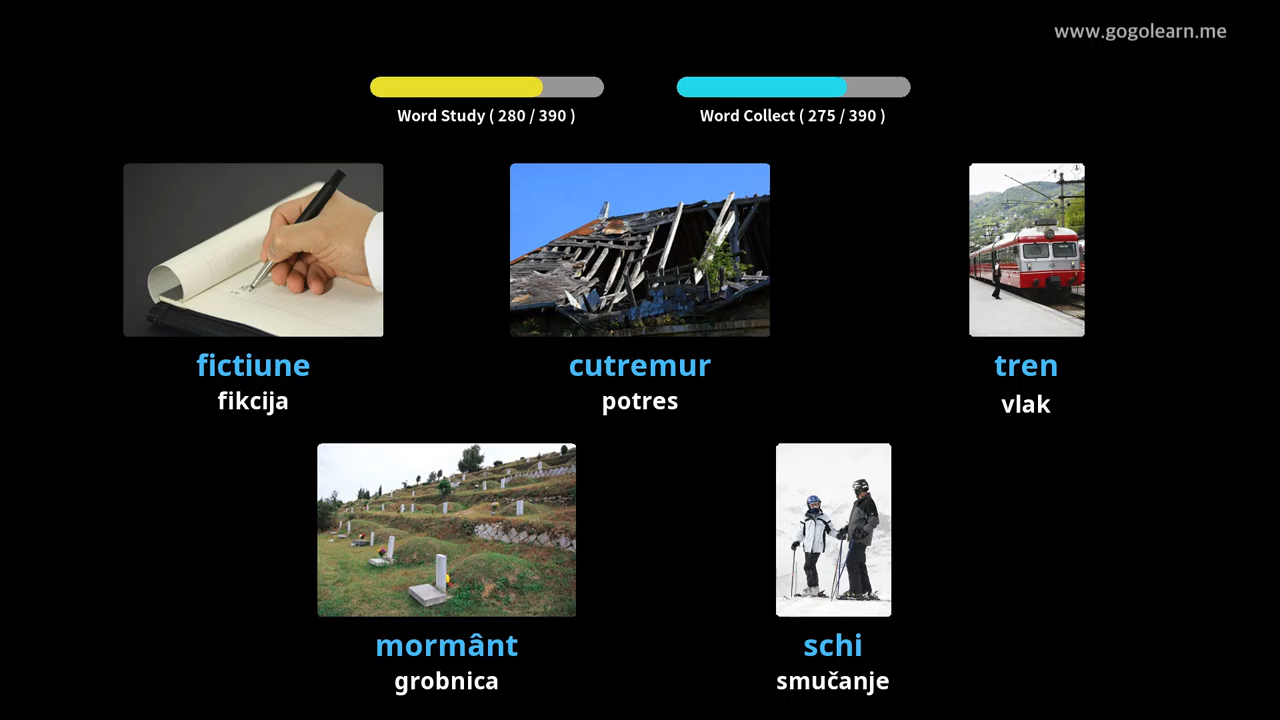 www.gogolearn.me
Word Study ( 280 / 390 )
Word Collect ( 275 / 390 )
fictiune
fikcija
cutremur
potres
tren
vlak
mormânt
grobnica
schi
smučanje